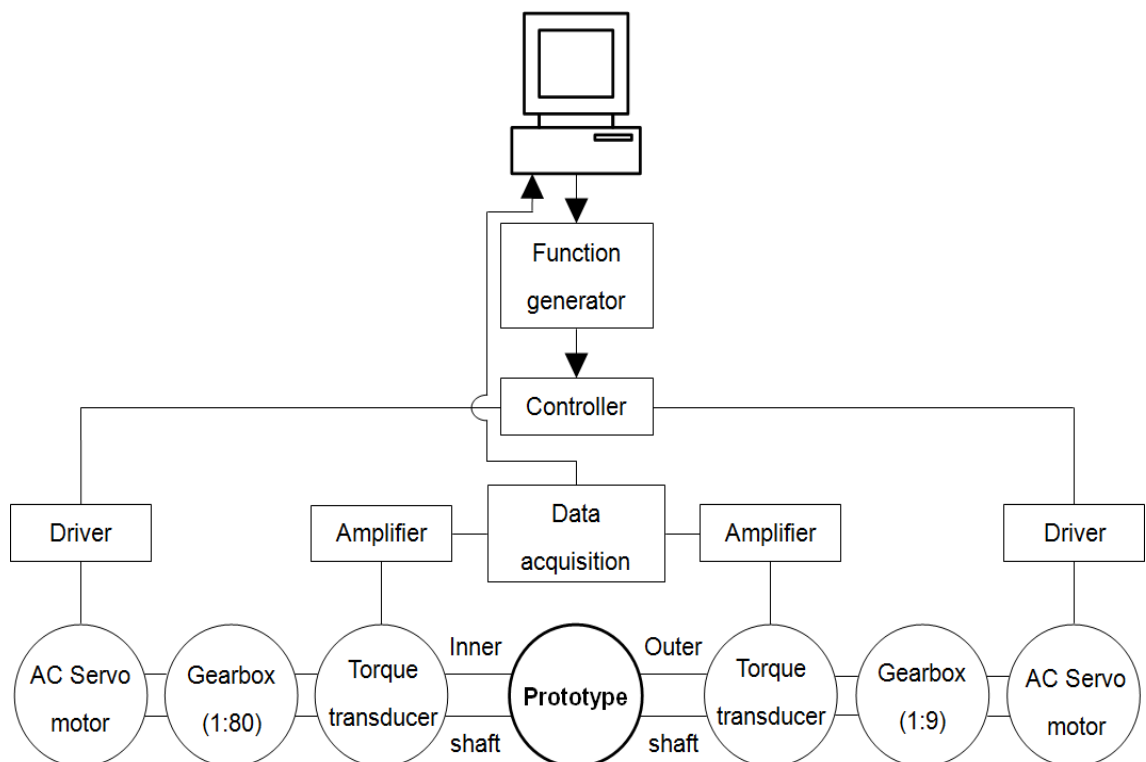 Function
generator
Controller
Driver
Amplifier
Data
acquisition
Amplifier
Driver
AC Servo
motor
Gearbox
(1:80)
Torque
transducer
Inner
shaft
Prototype
Outer
shaft
Torque
transducer
Gearbox
(1:9)
AC Servo
motor